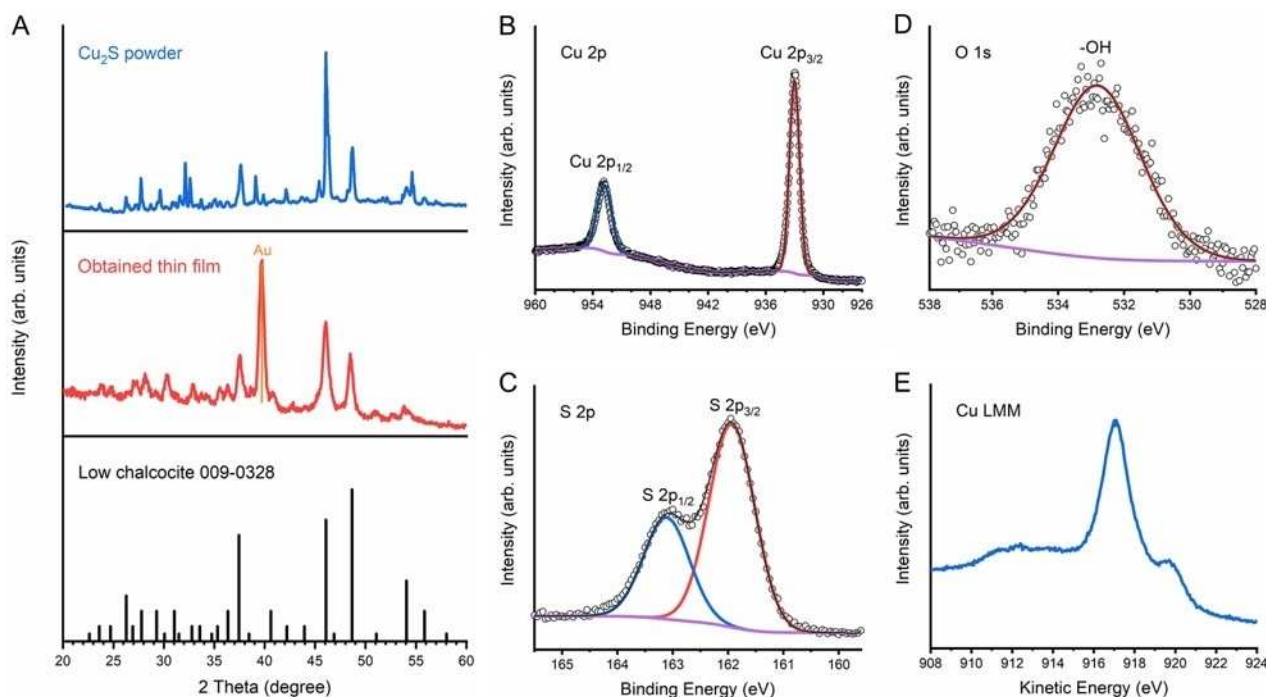 A
Cu₂S powder
Au
Obtained thin film
Low chalcocite 009-0328
Intensity (arb. units)
20 25 30 35 40 45 50 55 60
2 Theta (degree)
B
Cu 2p
Cu 2p₃/₂
Cu 2p₁/₂
Intensity (arb. units)
960 954 948 942 936 930 926
Binding Energy (eV)
C
S 2p
S 2p₃/₂
S 2p₁/₂
Intensity (arb. units)
165 164 163 162 161 160
Binding Energy (eV)
D
O 1s
-OH
Intensity (arb. units)
538 536 534 532 530 528
Binding Energy (eV)
E
Cu LMM
Intensity (arb. units)
908 910 912 914 916 918 920 922 924
Kinetic Energy (eV)